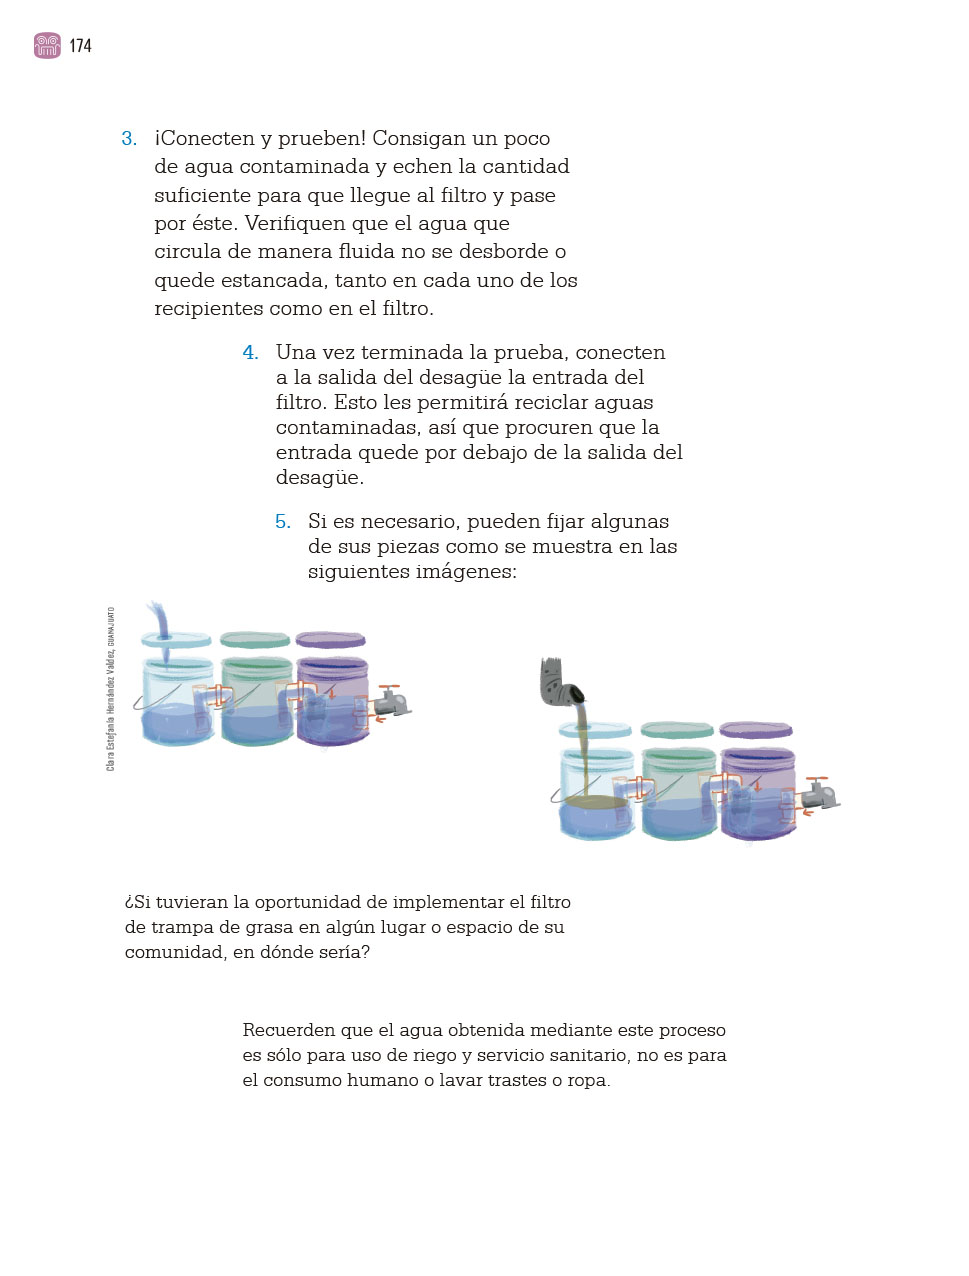 174
3. ¡Conecten y prueben! Consigan un poco
de agua contaminada y echen la cantidad
suficiente para que llegue al filtro y pase
por éste. Verifiquen que el agua que
circula de manera fluida no se desborde o
quede estancada, tanto en cada uno de los
recipientes como en el filtro.
4. Una vez terminada la prueba, conecten
a la salida del desagüe la entrada del
filtro. Esto les permitirá reciclar aguas
contaminadas, así que procuren que la
entrada quede por debajo de la salida del
desagüe.
5. Si es necesario, pueden fijar algunas
de sus piezas como se muestra en las
siguientes imágenes:
Clara Estefanía Hernández Valdez, GUANAJUATO
¿Si tuvieran la oportunidad de implementar el filtro
de trampa de grasa en algún lugar o espacio de su
comunidad, en dónde sería?
Recuerden que el agua obtenida mediante este proceso
es sólo para uso de riego y servicio sanitario, no es para
el consumo humano o lavar trastes o ropa.